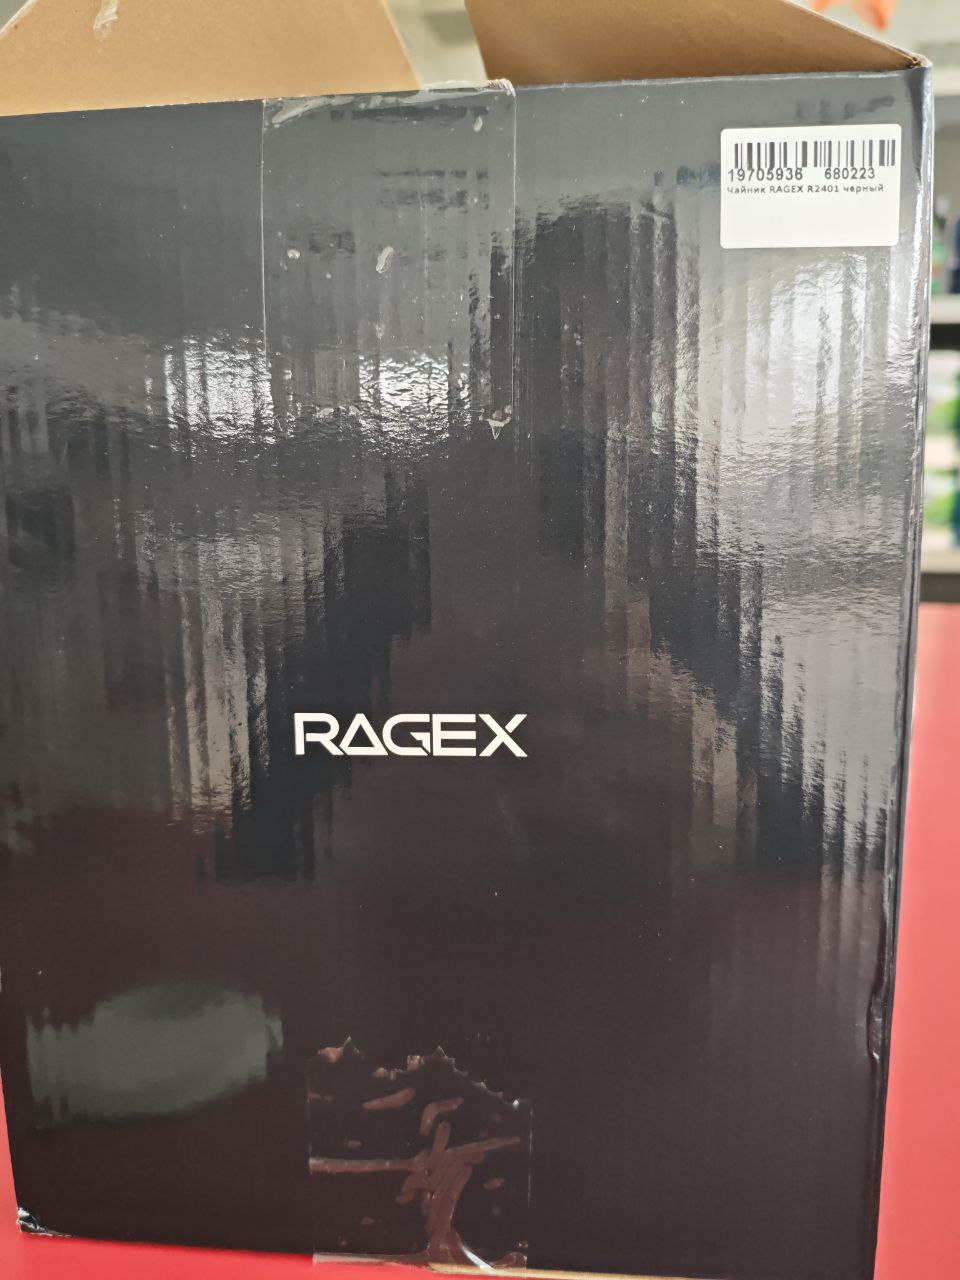 19705936 680223
Чайник RAGEX R2401 черный
RAGEX